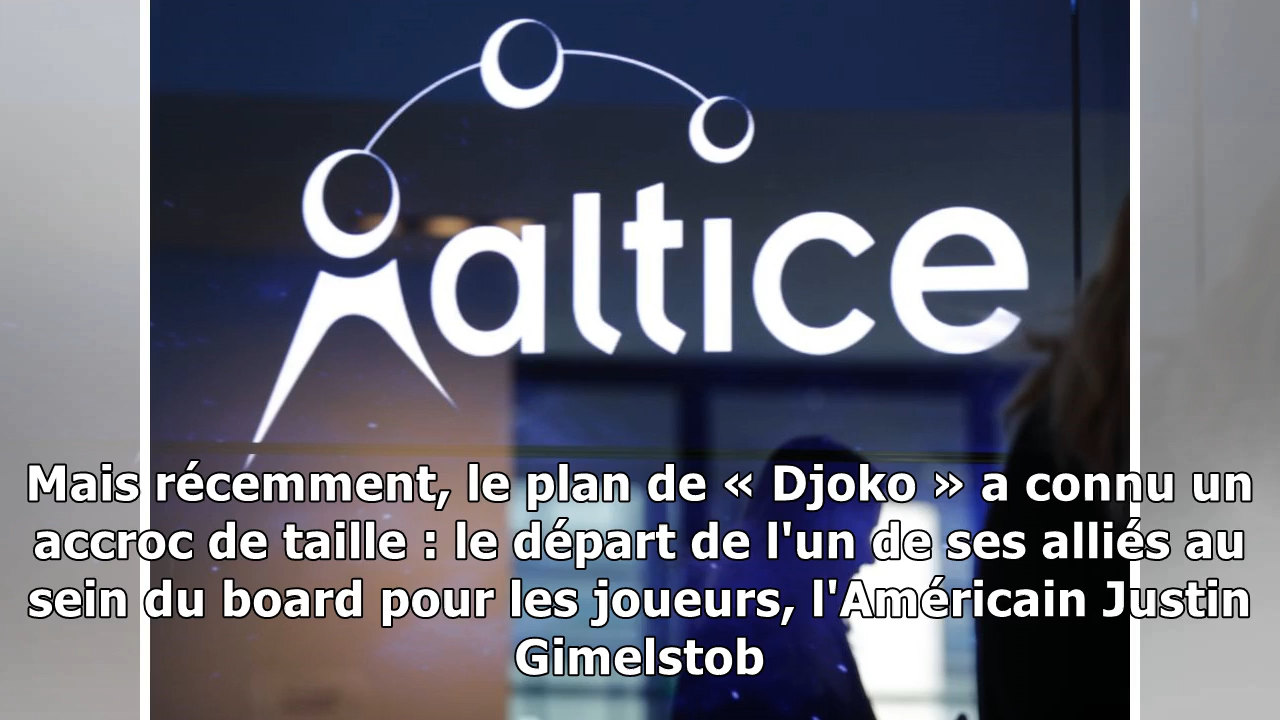 altice
Mais récemment, le plan de « Djoko » a connu un
accroc de taille : le départ de l'un de ses alliés au
sein du board pour les joueurs, l'Américain Justin
Gimelstob